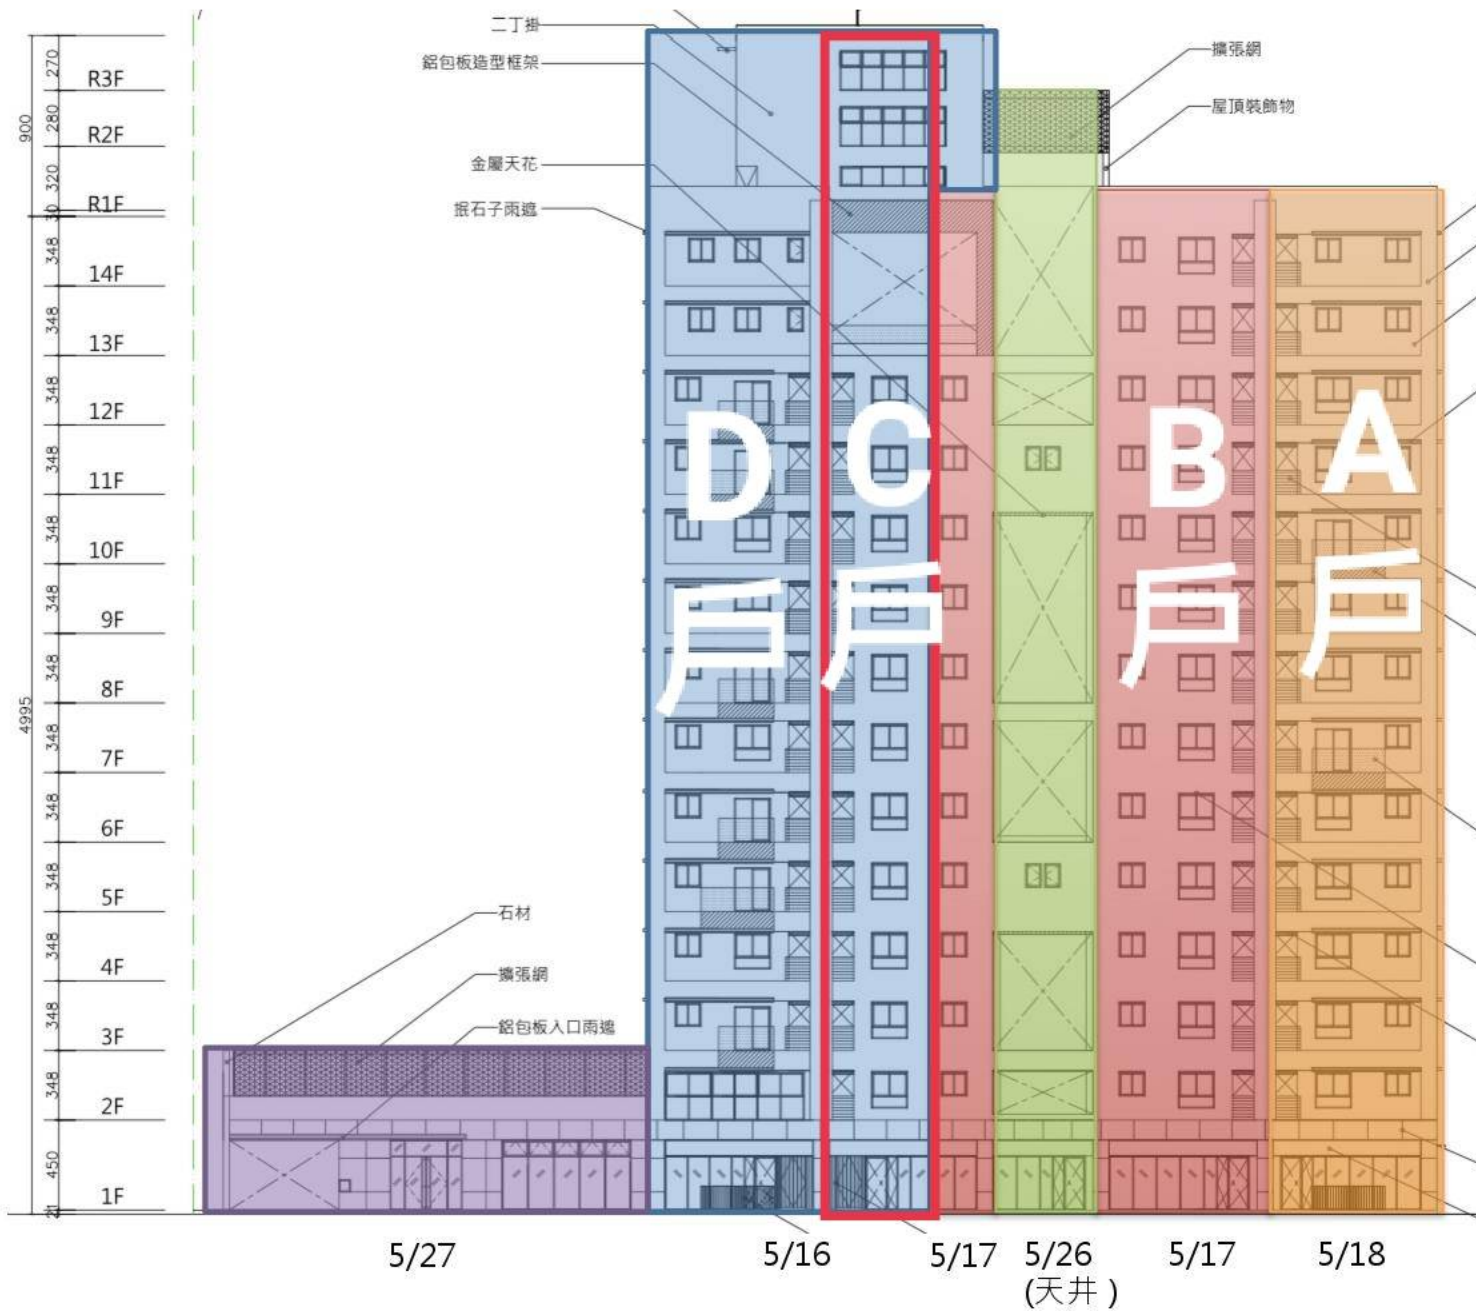 二丁掛
鋁包板造型框架
金屬天花
抿石子雨遮
擴張網
屋頂裝飾物
270
R3F
280
R2F
900
320
R1F
30
348
14F
348
13F
348
12F
348
11F
348
10F
348
9F
348
8F
4995
348
7F
348
6F
348
5F
348
4F
348
3F
348
2F
450
1F
21
D
戶
C
戶
B
戶
A
戶
石材
擴張網
鋁包板入口雨遮
5/27
5/16
5/17
5/26
(天井)
5/17
5/18